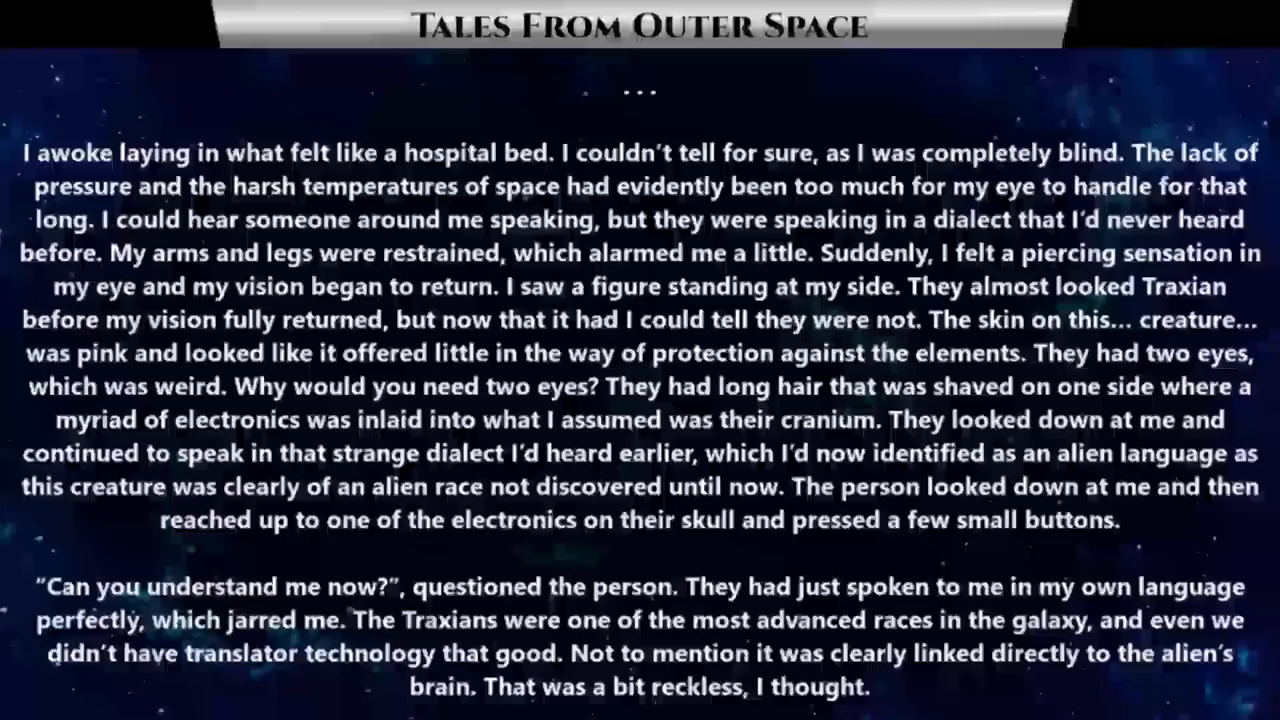 Tales From Outer Space
...
I awoke laying in what felt like a hospital bed. I couldn't tell for sure, as I was completely blind. The lack of
pressure and the harsh temperatures of space had evidently been too much for my eye to handle for that
long. I could hear someone around me speaking, but they were speaking in a dialect that I'd never heard
before. My arms and legs were restrained, which alarmed me a little. Suddenly, I felt a piercing sensation in
my eye and my vision began to return. I saw a figure standing at my side. They almost looked Traxian
before my vision fully returned, but now that it had I could tell they were not. The skin on this... creature...
was pink and looked like it offered little in the way of protection against the elements. They had two eyes,
which was weird. Why would you need two eyes? They had long hair that was shaved on one side where a
myriad of electronics was inlaid into what I assumed was their cranium. They looked down at me and
continued to speak in that strange dialect I'd heard earlier, which I'd now identified as an alien language as
this creature was clearly of an alien race not discovered until now. The person looked down at me and then
reached up to one of the electronics on their skull and pressed a few small buttons.
"Can you understand me now?", questioned the person. They had just spoken to me in my own language
perfectly, which jarred me. The Traxians were one of the most advanced races in the galaxy, and even we
didn't have translator technology that good. Not to mention it was clearly linked directly to the alien's
brain. That was a bit reckless, I thought.